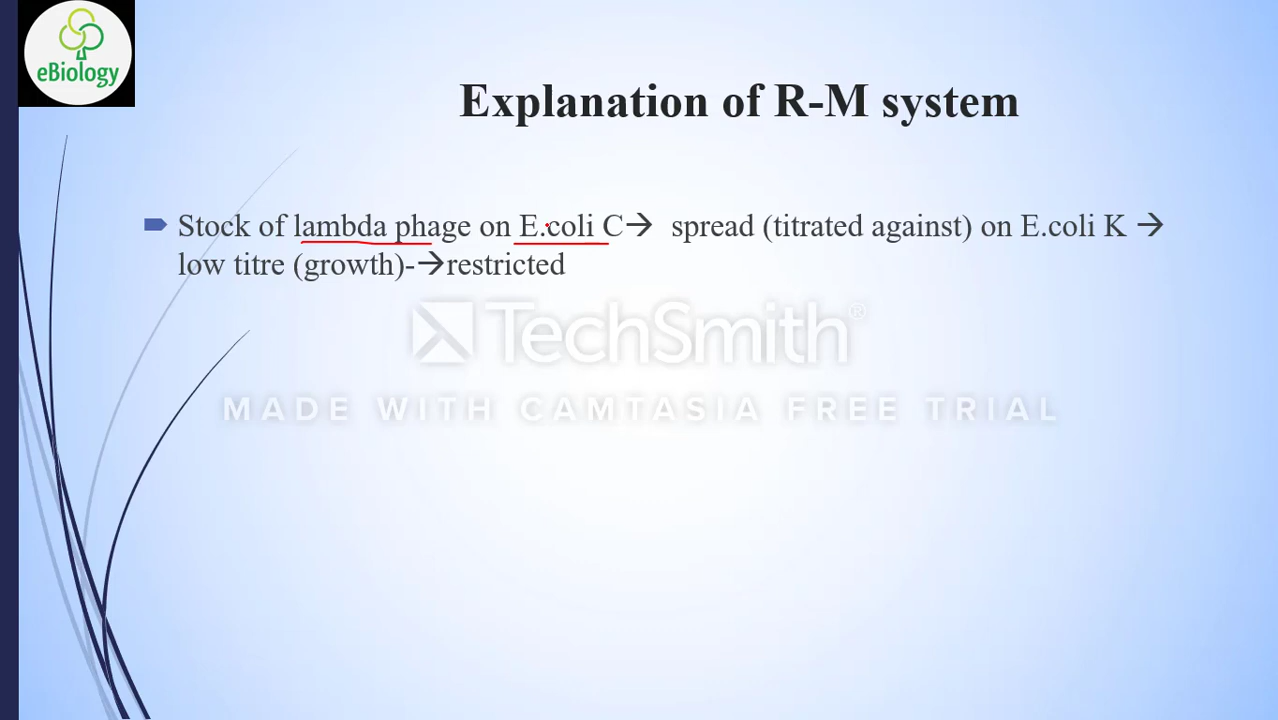 eBiology
Explanation of R-M system
Stock of lambda phage on E.coli C→ spread (titrated against) on E.coli K →
low titre (growth)-→restricted
TechSmith®
MADE WITH CAMTASIA FREE TRIAL